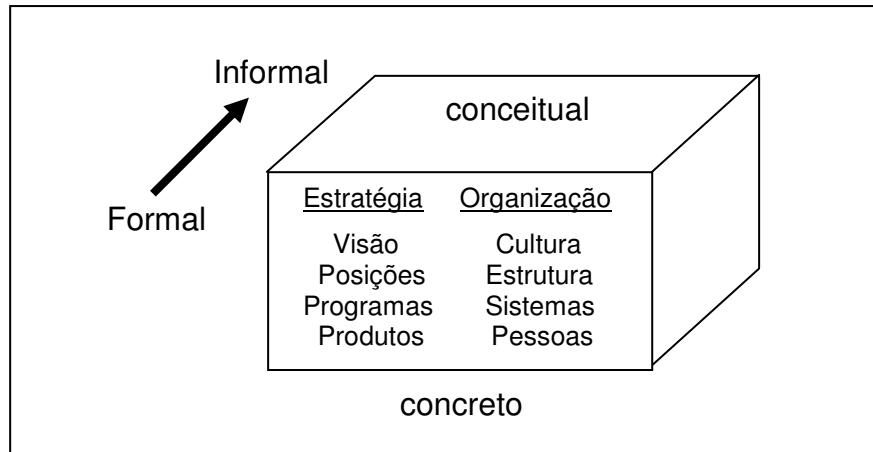 Informal
conceitual
Formal
Estratégia Organização
Visão Cultura
Posições Estrutura
Programas Sistemas
Produtos Pessoas
concreto